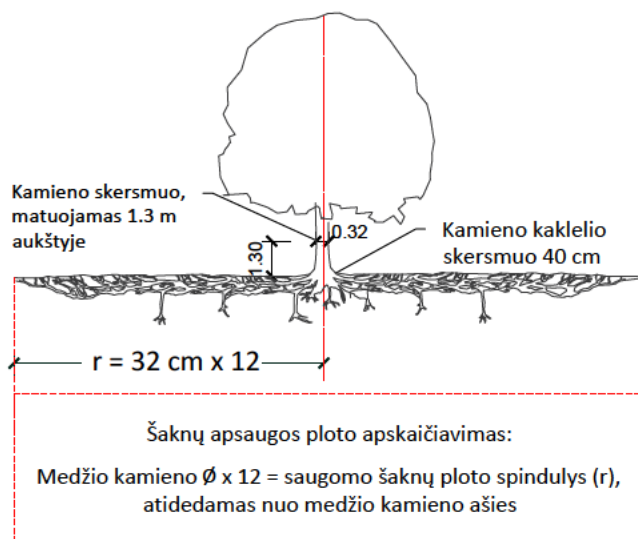 Kamieno skersmuo,
matuojamas 1.3 m
aukštyje
0.32
1.30
Kamieno kaklelio
skersmuo 40 cm
r = 32 cm x 12
Šaknų apsaugos ploto apskaičiavimas:
Medžio kamieno Ø x 12 = saugomo šaknų ploto spindulys (r),
atidedamas nuo medžio kamieno ašies